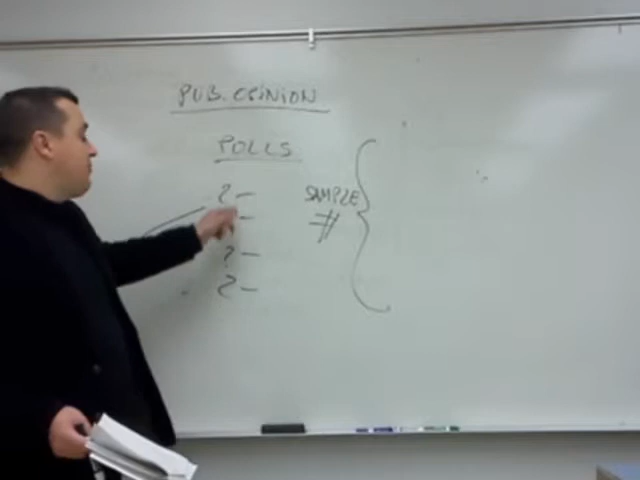 PUB. OPINION
POLLS
? -
SAMPLE
-
#
? -
? -